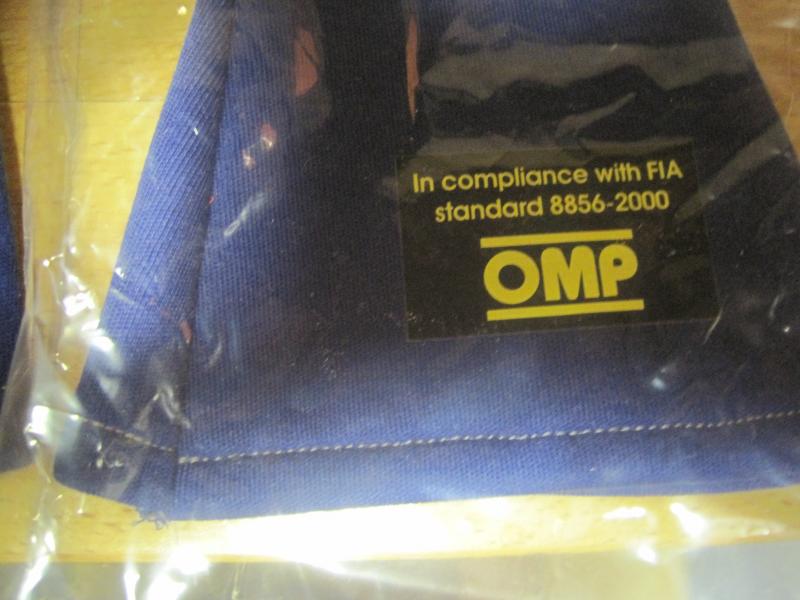 In compliance with FIA
standard 8856-2000
OMP